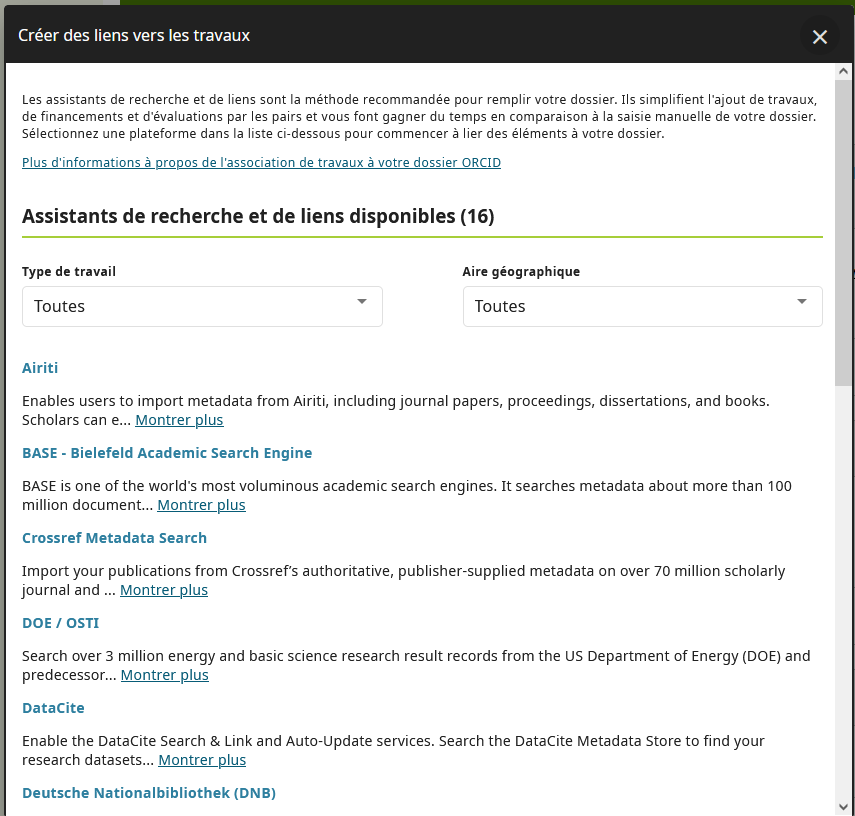 Créer des liens vers les travaux
Les assistants de recherche et de liens sont la méthode recommandée pour remplir votre dossier. Ils simplifient l'ajout de travaux,
de financements et d'évaluations par les pairs et vous font gagner du temps en comparaison à la saisie manuelle de votre dossier.
Sélectionnez une plateforme dans la liste ci-dessous pour commencer à lier des éléments à votre dossier.
Plus d'informations à propos de l'association de travaux à votre dossier ORCID
Assistants de recherche et de liens disponibles (16)
Type de travail
Toutes
Aire géographique
Toutes
Airiti
Enables users to import metadata from Airiti, including journal papers, proceedings, dissertations, and books.
Scholars can e... Montrer plus
BASE - Bielefeld Academic Search Engine
BASE is one of the world's most voluminous academic search engines. It searches metadata about more than 100
million document... Montrer plus
Crossref Metadata Search
Import your publications from Crossref’s authoritative, publisher-supplied metadata on over 70 million scholarly
journal and ... Montrer plus
DOE / OSTI
Search over 3 million energy and basic science research result records from the US Department of Energy (DOE) and
predecessor... Montrer plus
DataCite
Enable the DataCite Search & Link and Auto-Update services. Search the DataCite Metadata Store to find your
research datasets... Montrer plus
Deutsche Nationalbibliothek (DNB)